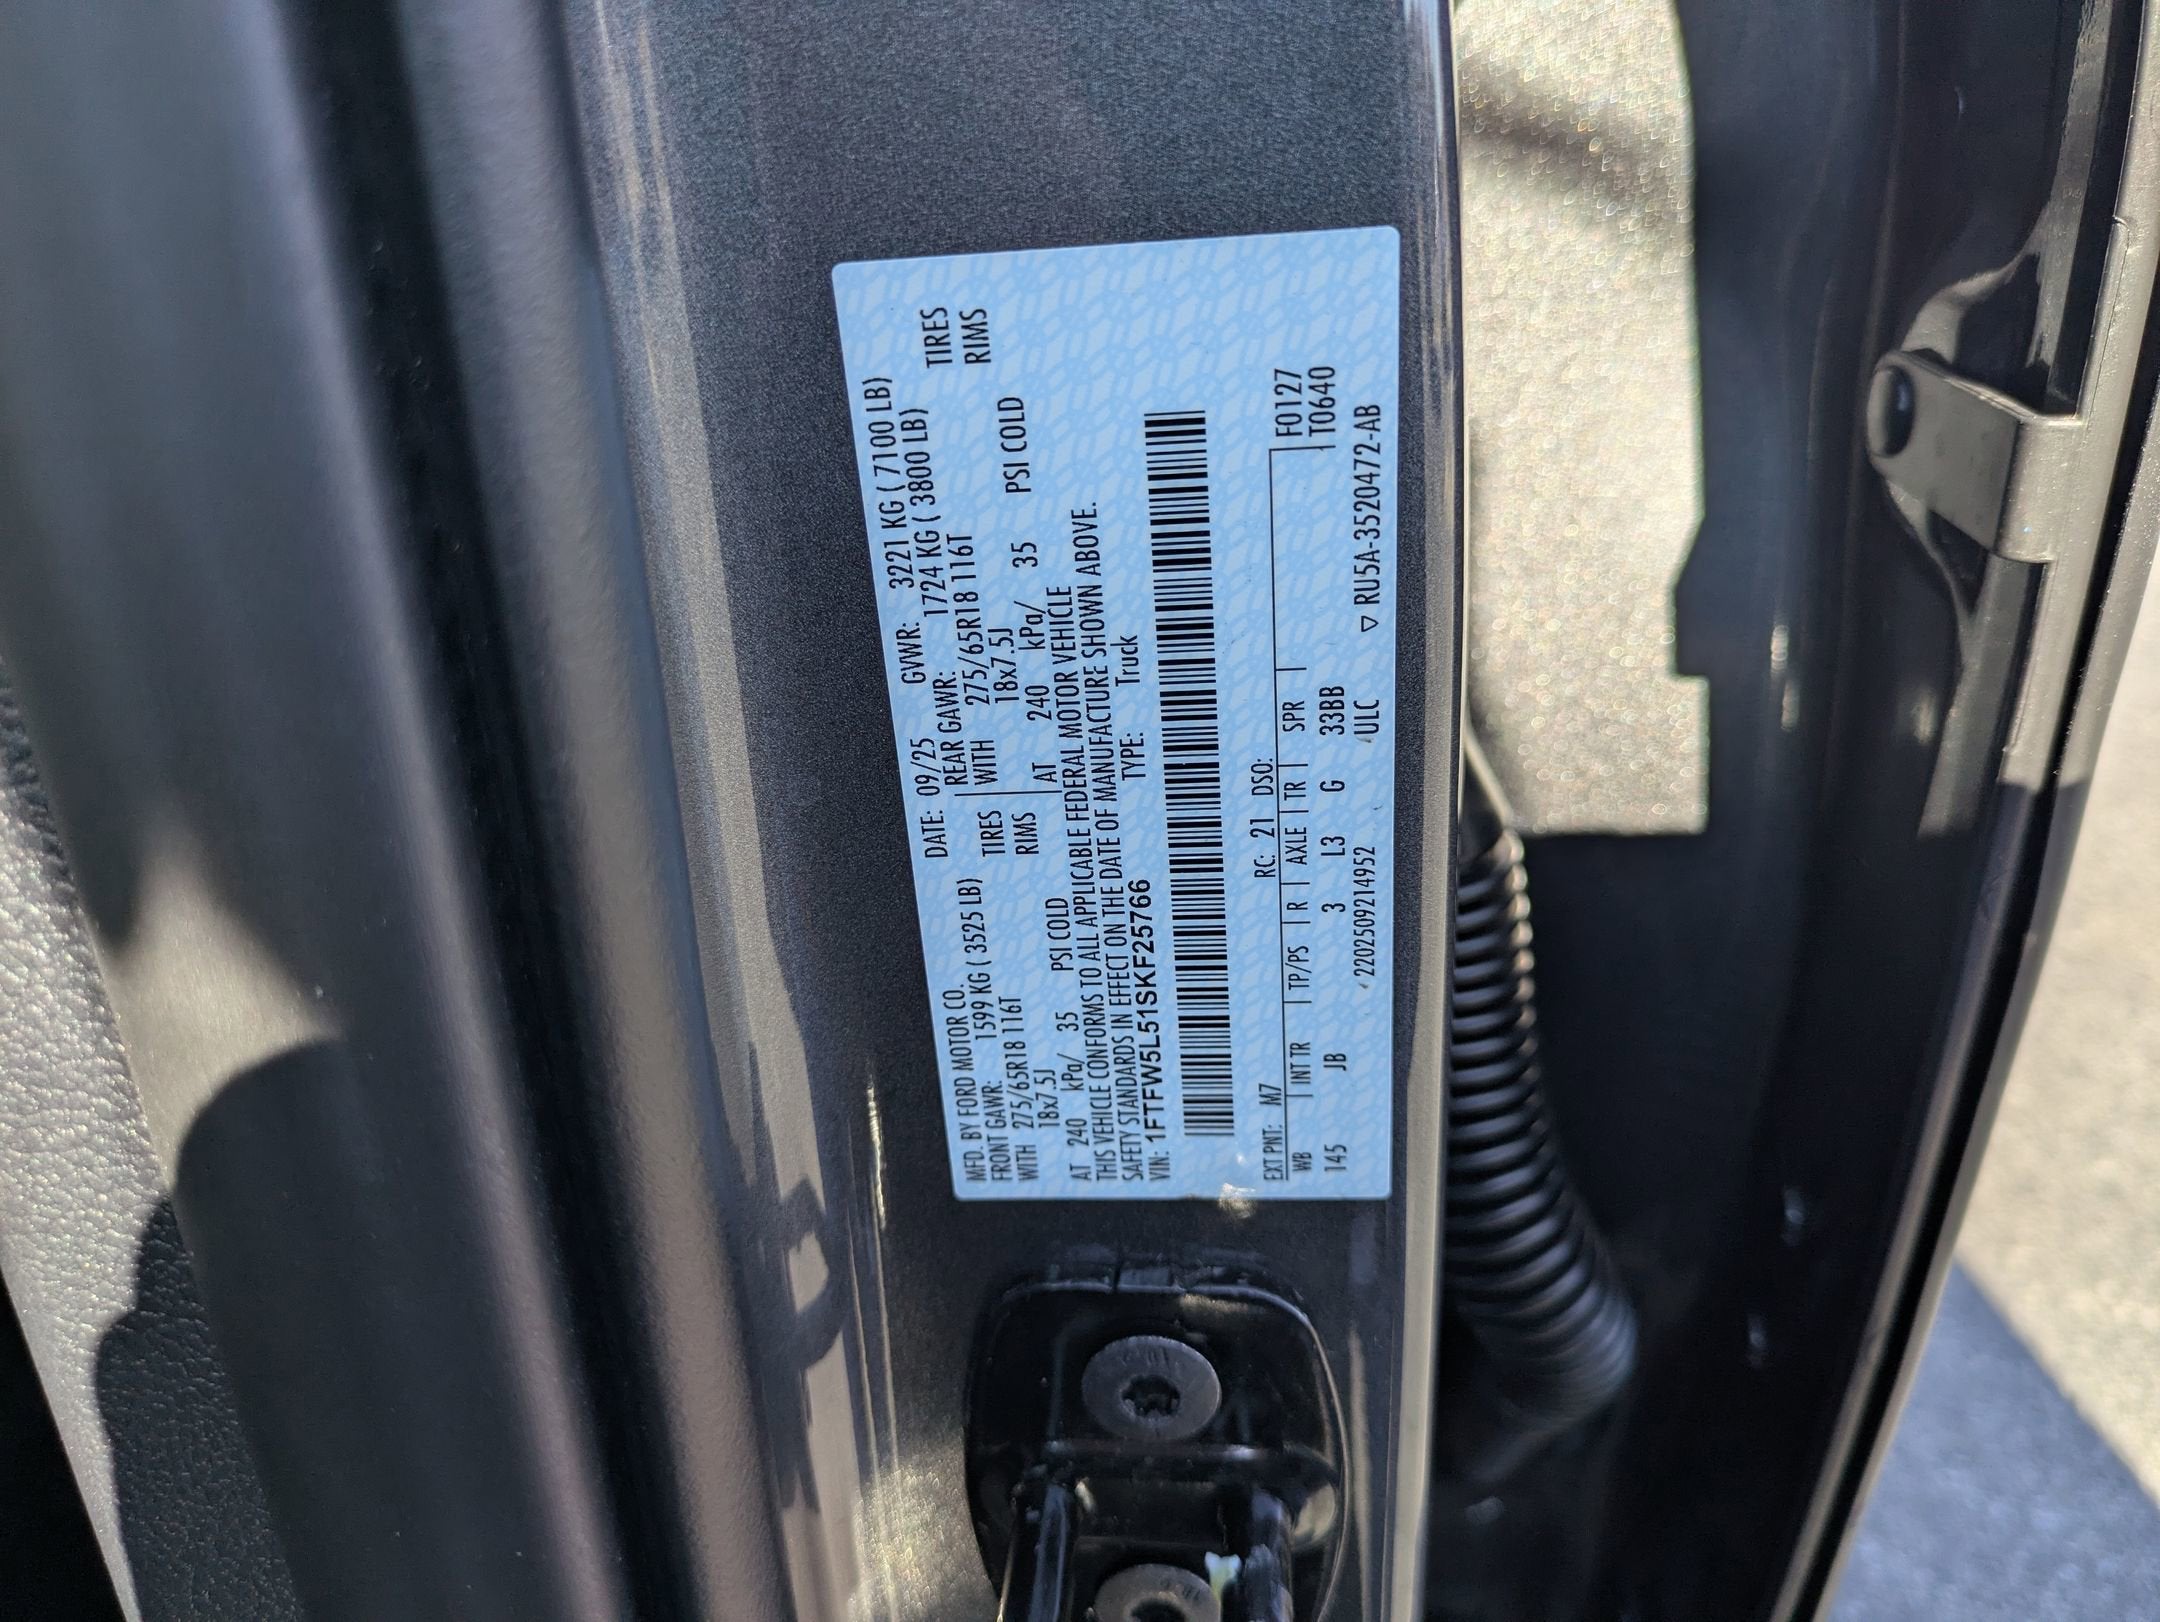 MFD. BY FORD MOTOR CO. DATE: 09/25 GVWR: 3221 KG ( 7100 LB)
FRONT GAWR: 1599 KG ( 3525 LB) REAR GAWR: 1724 KG ( 3800 LB)
WITH 275/65R18 116T TIRES WITH 275/65R18 116T TIRES
18x7.5J RIMS 18x7.5J RIMS
AT 240 kPa/ 35 PSI COLD AT 240 kPa/ 35 PSI COLD
THIS VEHICLE CONFORMS TO ALL APPLICABLE FEDERAL MOTOR VEHICLE
SAFETY STANDARDS IN EFFECT ON THE DATE OF MANUFACTURE SHOWN ABOVE.
VIN: 1FTFW5L51SKF25766 TYPE: Truck
EXT PNT: M7 RC: 21 DSO:
WB INT TR TP/PS R AXLE TR SPR F0127
145 JB 3 L3 G 33BB T0640
2202509214952 ULC ▽ RU5A-3520472-AB